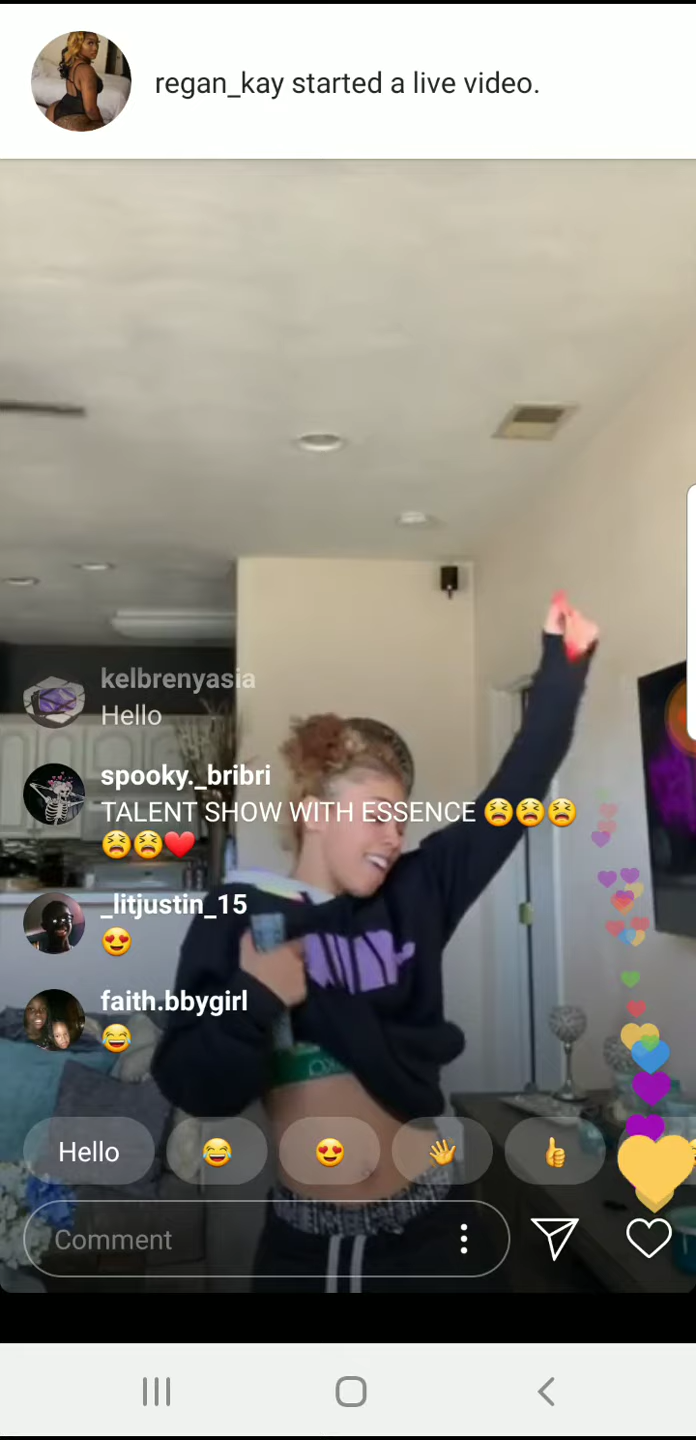 regan_kay started a live video.
kelbrenyasia
Hello
spooky._bribri
TALENT SHOW WITH ESSENCE 😫😫😫
😫😫❤️
_litjustin_15
😍
faith.bbygirl
😂
Hello 😂 😍 👋 👍
Comment